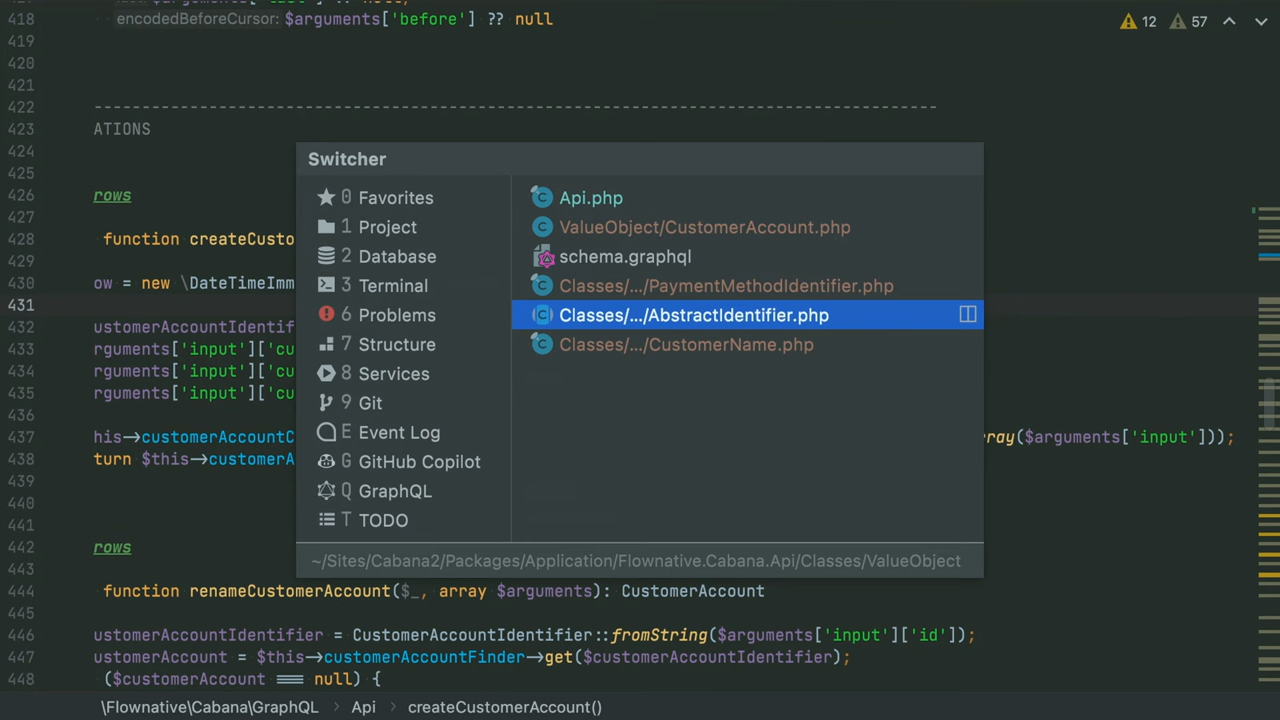 418 encodedBeforeCursor: $arguments['before'] ?? null
12 57
419
420
421
422 ----------------------------------------------------------------------------------------
423 ATIONS
424
425
426 rows
427
428 function createCusto
429
430 ow = new \DateTimeImm
431
432 ustomerAccountIdentif
433 rguments['input']['cu
434 rguments['input']['cu
435 rguments['input']['cu
436
437 his->customerAccountC ray($arguments['input']));
438 turn $this->customerA
439
440
441
442 rows
443
444 function renameCustomerAccount($_, array $arguments): CustomerAccount
445
446 ustomerAccountIdentifier = CustomerAccountIdentifier::fromString($arguments['input']['id']);
447 ustomerAccount = $this->customerAccountFinder->get($customerAccountIdentifier);
448 ($customerAccount === null) {
Switcher
0 Favorites
1 Project
2 Database
3 Terminal
6 Problems
7 Structure
8 Services
9 Git
E Event Log
G GitHub Copilot
Q GraphQL
T TODO
Api.php
ValueObject/CustomerAccount.php
schema.graphql
Classes/.../PaymentMethodIdentifier.php
Classes/.../AbstractIdentifier.php
Classes/.../CustomerName.php
~/Sites/Cabana2/Packages/Application/Flownative.Cabana.Api/Classes/ValueObject
\Flownative\Cabana\GraphQL > Api > createCustomerAccount()